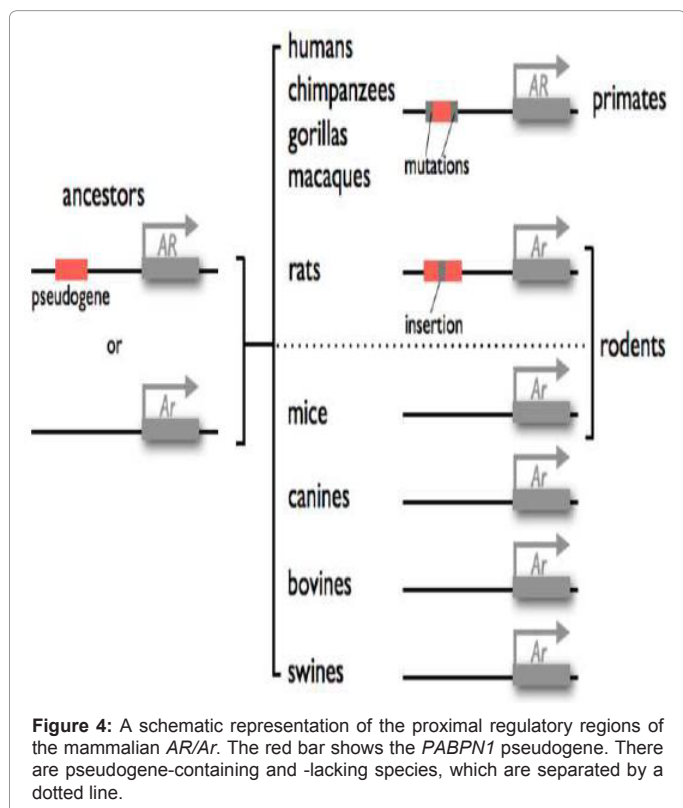 humans
chimpanzees
gorillas
macaques
AR
primates
mutations
ancestors
AR
pseudogene
or
Ar
rats
Ar
insertion
rodents
mice
Ar
canines
Ar
bovines
Ar
swines
Ar
Figure 4: A schematic representation of the proximal regulatory regions of
the mammalian AR/Ar. The red bar shows the PABPN1 pseudogene. There
are pseudogene-containing and -lacking species, which are separated by a
dotted line.